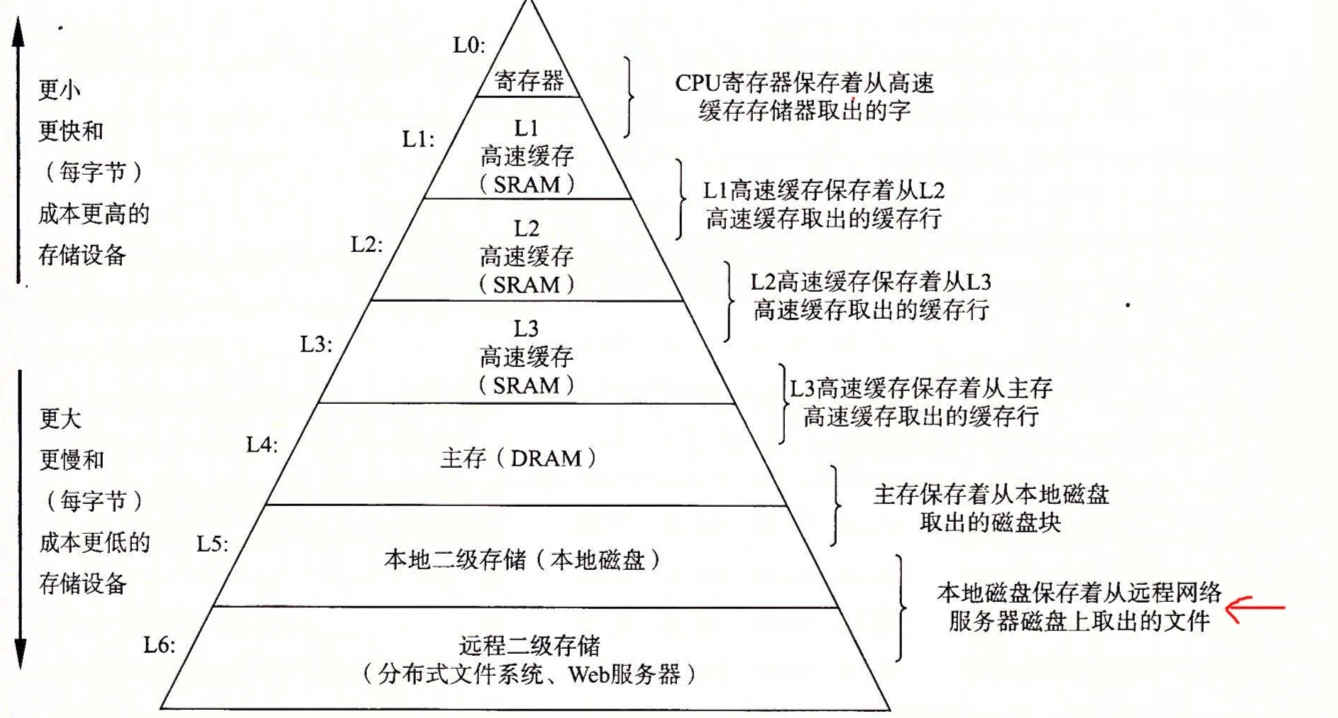 更小
更快和
（每字节）
成本更高的
存储设备
更大
更慢和
（每字节）
成本更低的
存储设备
L0:
寄存器
CPU寄存器保存着从高速
缓存存储器取出的字
L1:
L1
高速缓存
（SRAM）
L1高速缓存保存着从L2
高速缓存取出的缓存行
L2:
L2
高速缓存
（SRAM）
L2高速缓存保存着从L3
高速缓存取出的缓存行
L3:
L3
高速缓存
（SRAM）
L3高速缓存保存着从主存
高速缓存取出的缓存行
L4:
主存（DRAM）
主存保存着从本地磁盘
取出的磁盘块
L5:
本地二级存储（本地磁盘）
本地磁盘保存着从远程网络
服务器磁盘上取出的文件
L6:
远程二级存储
（分布式文件系统、Web服务器）